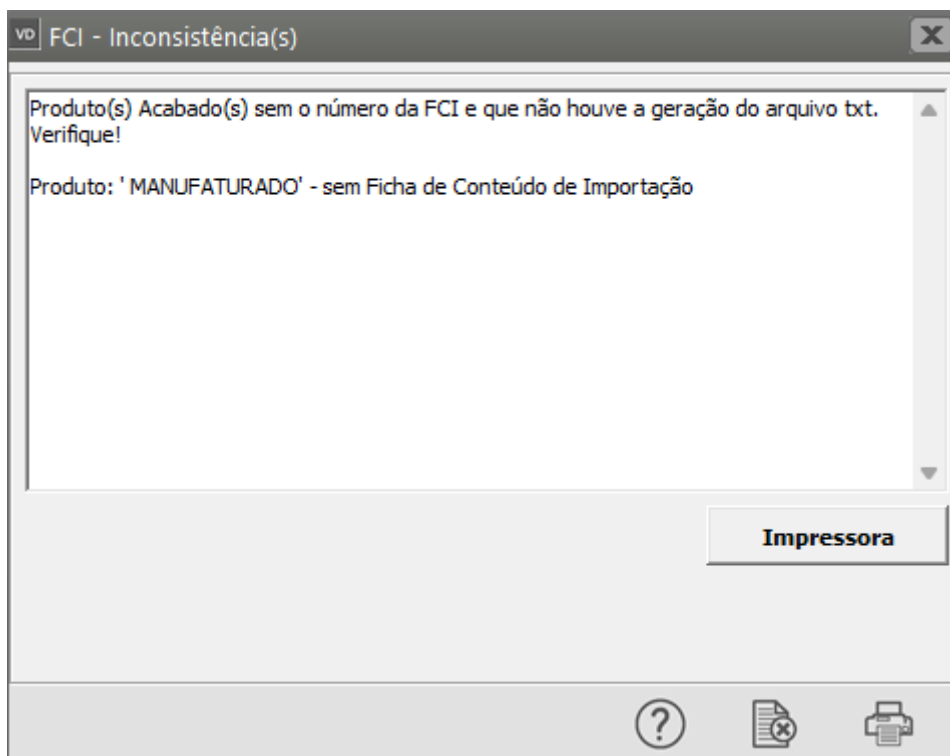 VD FCI - Inconsistência(s)
Produto(s) Acabado(s) sem o número da FCI e que não houve a geração do arquivo txt.
Verifique!
Produto: ' MANUFATURADO' - sem Ficha de Conteúdo de Importação
Impressora